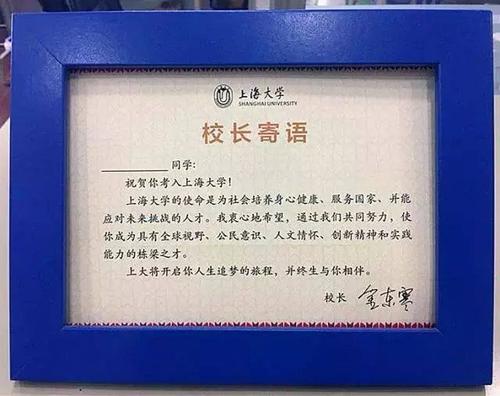 上海大学
SHANGHAI UNIVERSITY
校长寄语
同学:
祝贺你考入上海大学!
上海大学的使命是为社会培养身心健康、服务国家、并能
应对未来挑战的人才。我衷心地希望,通过我们共同努力,使
你成为具有全球视野、公民意识、人文情怀、创新精神和实践
能力的栋梁之才。
上大将开启你人生追梦的旅程,并终生与你相伴。
校长 金东寒